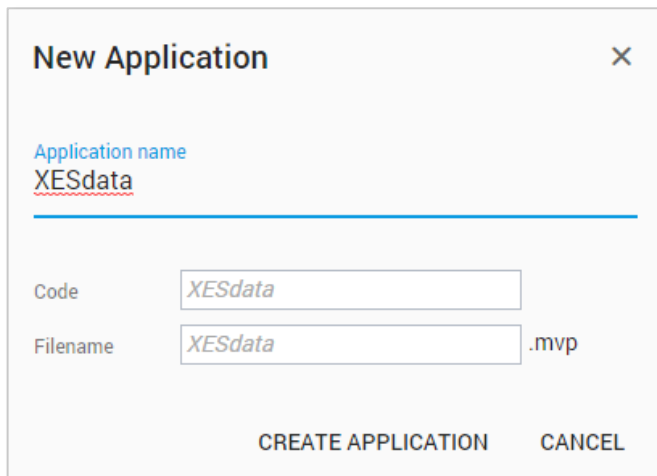 New Application
Application name
XESdata
Code XESdata
Filename XESdata .mvp
CREATE APPLICATION CANCEL